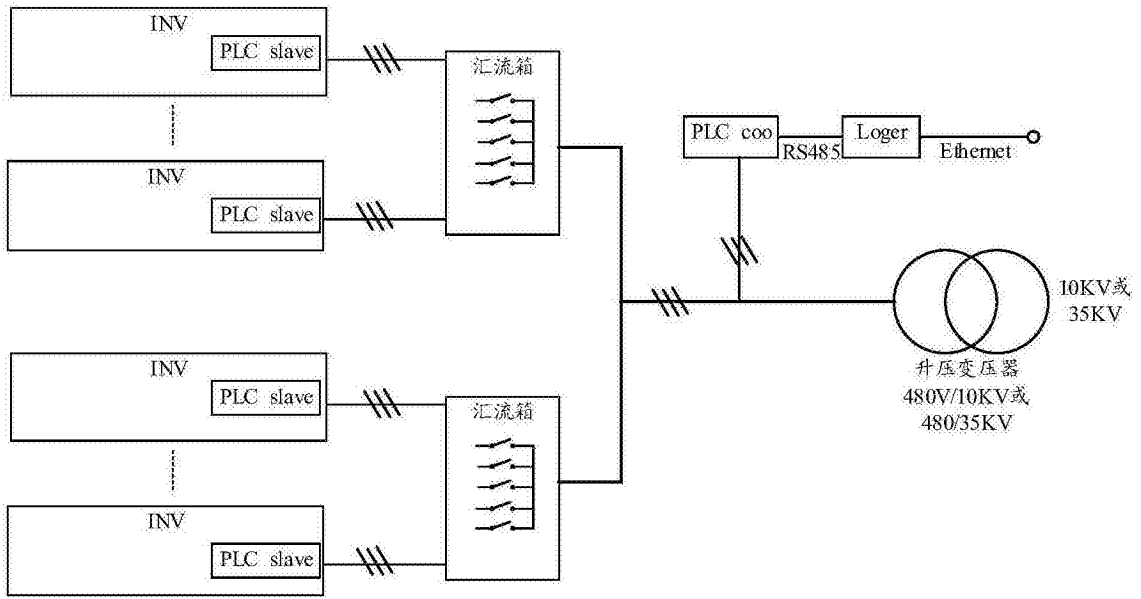 INV
PLC slave
汇流箱
INV
PLC slave
PLC coo
RS485
Loger
Ethernet
10KV或
35KV
升压变压器
480V/10KV或
480/35KV
INV
PLC slave
汇流箱
INV
PLC slave